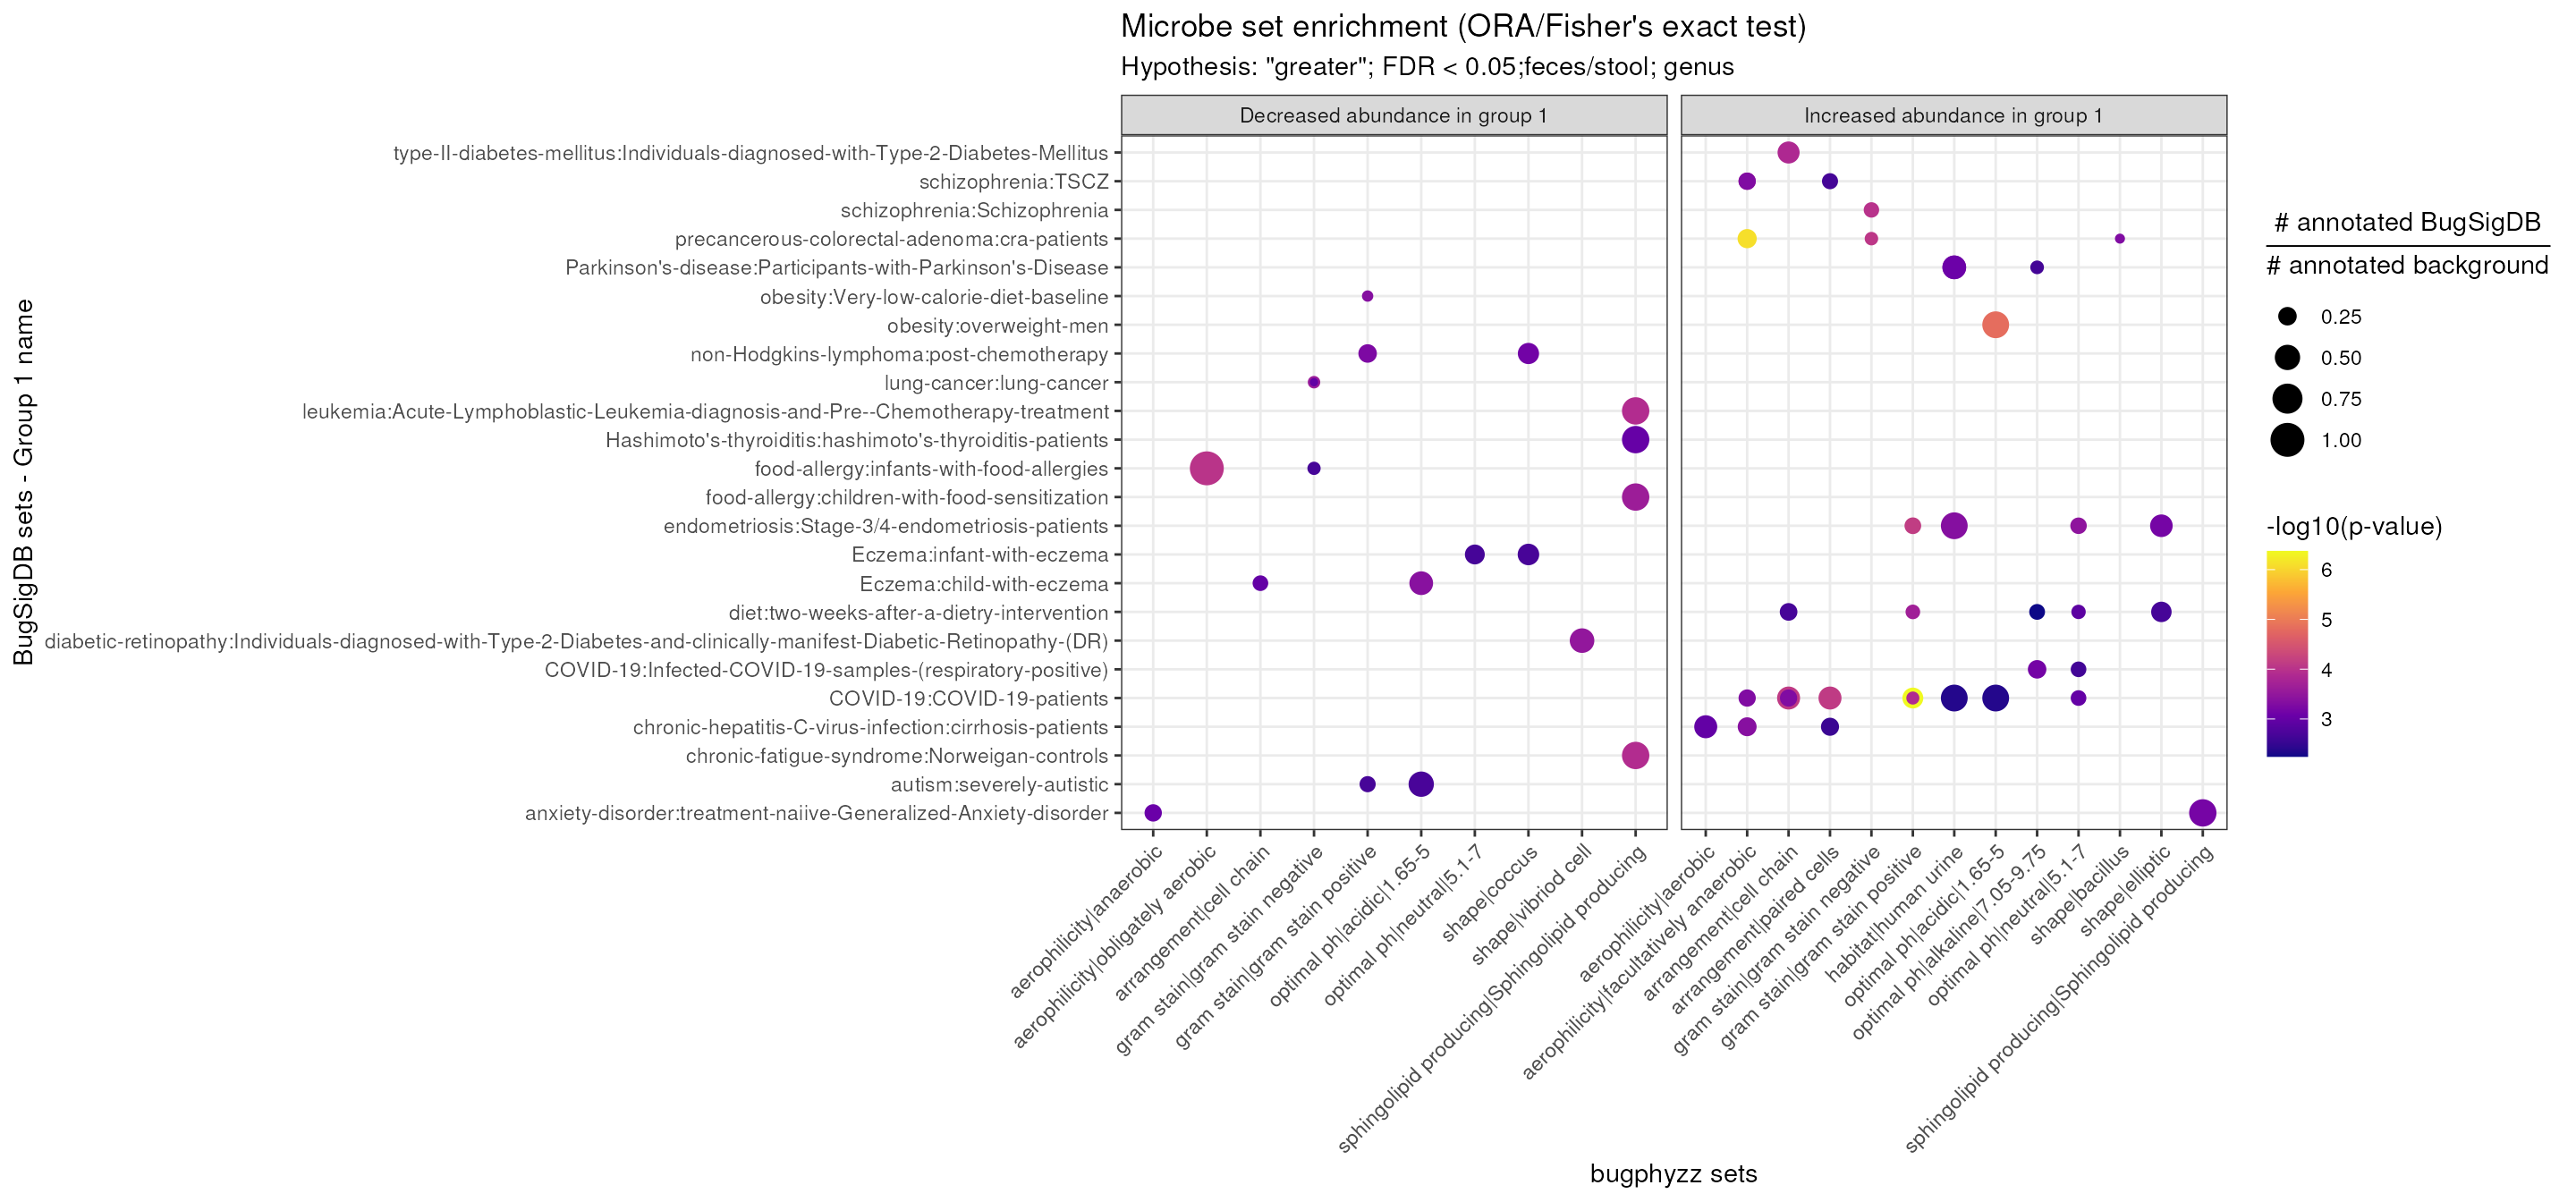 Microbe set enrichment (ORA/Fisher's exact test)
Hypothesis: "greater"; FDR < 0.05;feces/stool; genus
Decreased abundance in group 1
Increased abundance in group 1
BugSigDB sets - Group 1 name
type-II-diabetes-mellitus:Individuals-diagnosed-with-Type-2-Diabetes-Mellitus
schizophrenia:TSCZ
schizophrenia:Schizophrenia
precancerous-colorectal-adenoma:cra-patients
Parkinson's-disease:Participants-with-Parkinson's-Disease
obesity:Very-low-calorie-diet-baseline
obesity:overweight-men
non-Hodgkins-lymphoma:post-chemotherapy
lung-cancer:lung-cancer
leukemia:Acute-Lymphoblastic-Leukemia-diagnosis-and-Pre--Chemotherapy-treatment
Hashimoto's-thyroiditis:hashimoto's-thyroiditis-patients
food-allergy:infants-with-food-allergies
food-allergy:children-with-food-sensitization
endometriosis:Stage-3/4-endometriosis-patients
Eczema:infant-with-eczema
Eczema:child-with-eczema
diet:two-weeks-after-a-dietry-intervention
diabetic-retinopathy:Individuals-diagnosed-with-Type-2-Diabetes-and-clinically-manifest-Diabetic-Retinopathy-(DR)
COVID-19:Infected-COVID-19-samples-(respiratory-positive)
COVID-19:COVID-19-patients
chronic-hepatitis-C-virus-infection:cirrhosis-patients
chronic-fatigue-syndrome:Norweigan-controls
autism:severely-autistic
anxiety-disorder:treatment-naiive-Generalized-Anxiety-disorder
aerophilicity|anaerobic
aerophilicity|obligately aerobic
arrangement|cell chain
gram stain|gram stain negative
gram stain|gram stain positive
optimal ph|acidic|1.65-5
optimal ph|neutral|5.1-7
shape|coccus
shape|vibriod cell
sphingolipid producing|Sphingolipid producing
aerophilicity|aerobic
aerophilicity|facultatively anaerobic
arrangement|cell chain
arrangement|paired cells
gram stain|gram stain negative
gram stain|gram stain positive
habitat|human urine
optimal ph|acidic|1.65-5
optimal ph|alkaline|7.05-9.75
optimal ph|neutral|5.1-7
shape|bacillus
shape|elliptic
sphingolipid producing|Sphingolipid producing
bugphyzz sets
# annotated BugSigDB
# annotated background
0.25
0.50
0.75
1.00
-log10(p-value)
6
5
4
3